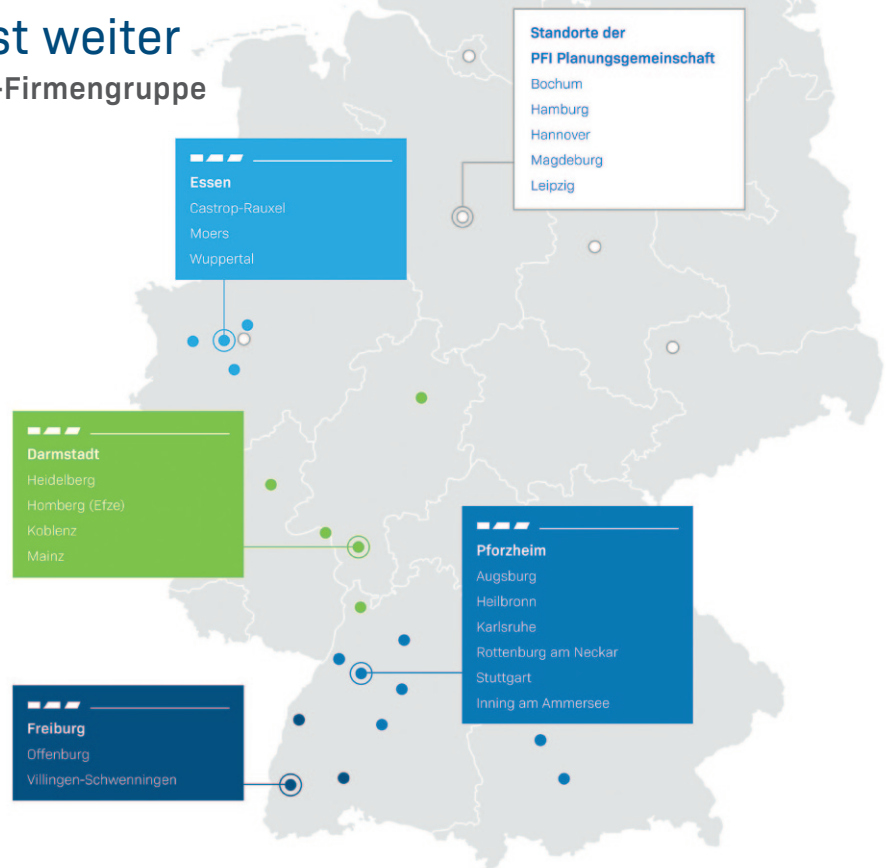 st weiter
-Firmengruppe
Standorte der
PFI Planungsgemeinschaft
Bochum
Hamburg
Hannover
Magdeburg
Leipzig
Essen
Castrop-Rauxel
Moers
Wuppertal
Darmstadt
Heidelberg
Homberg (Efze)
Koblenz
Mainz
Pforzheim
Augsburg
Heilbronn
Karlsruhe
Rottenburg am Neckar
Stuttgart
Inning am Ammersee
Freiburg
Offenburg
Villingen-Schwenningen